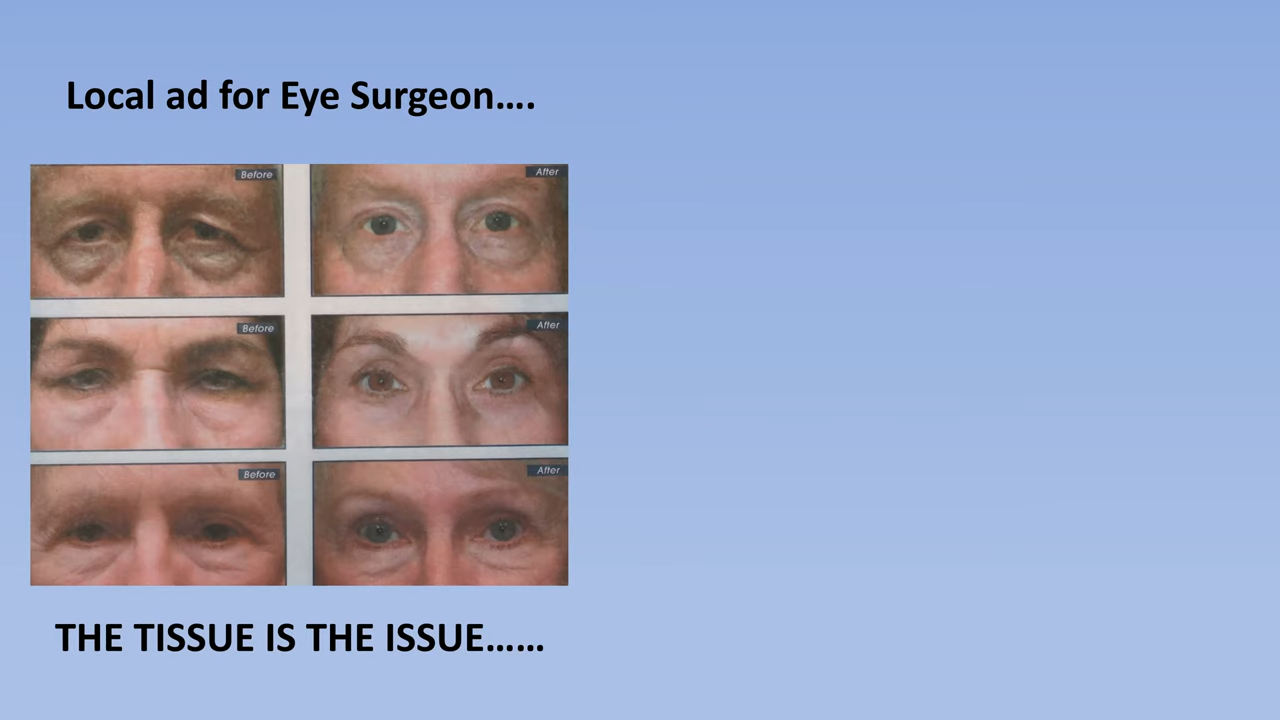 Local ad for Eye Surgeon….
Before
After
Before
After
Before
After
THE TISSUE IS THE ISSUE……